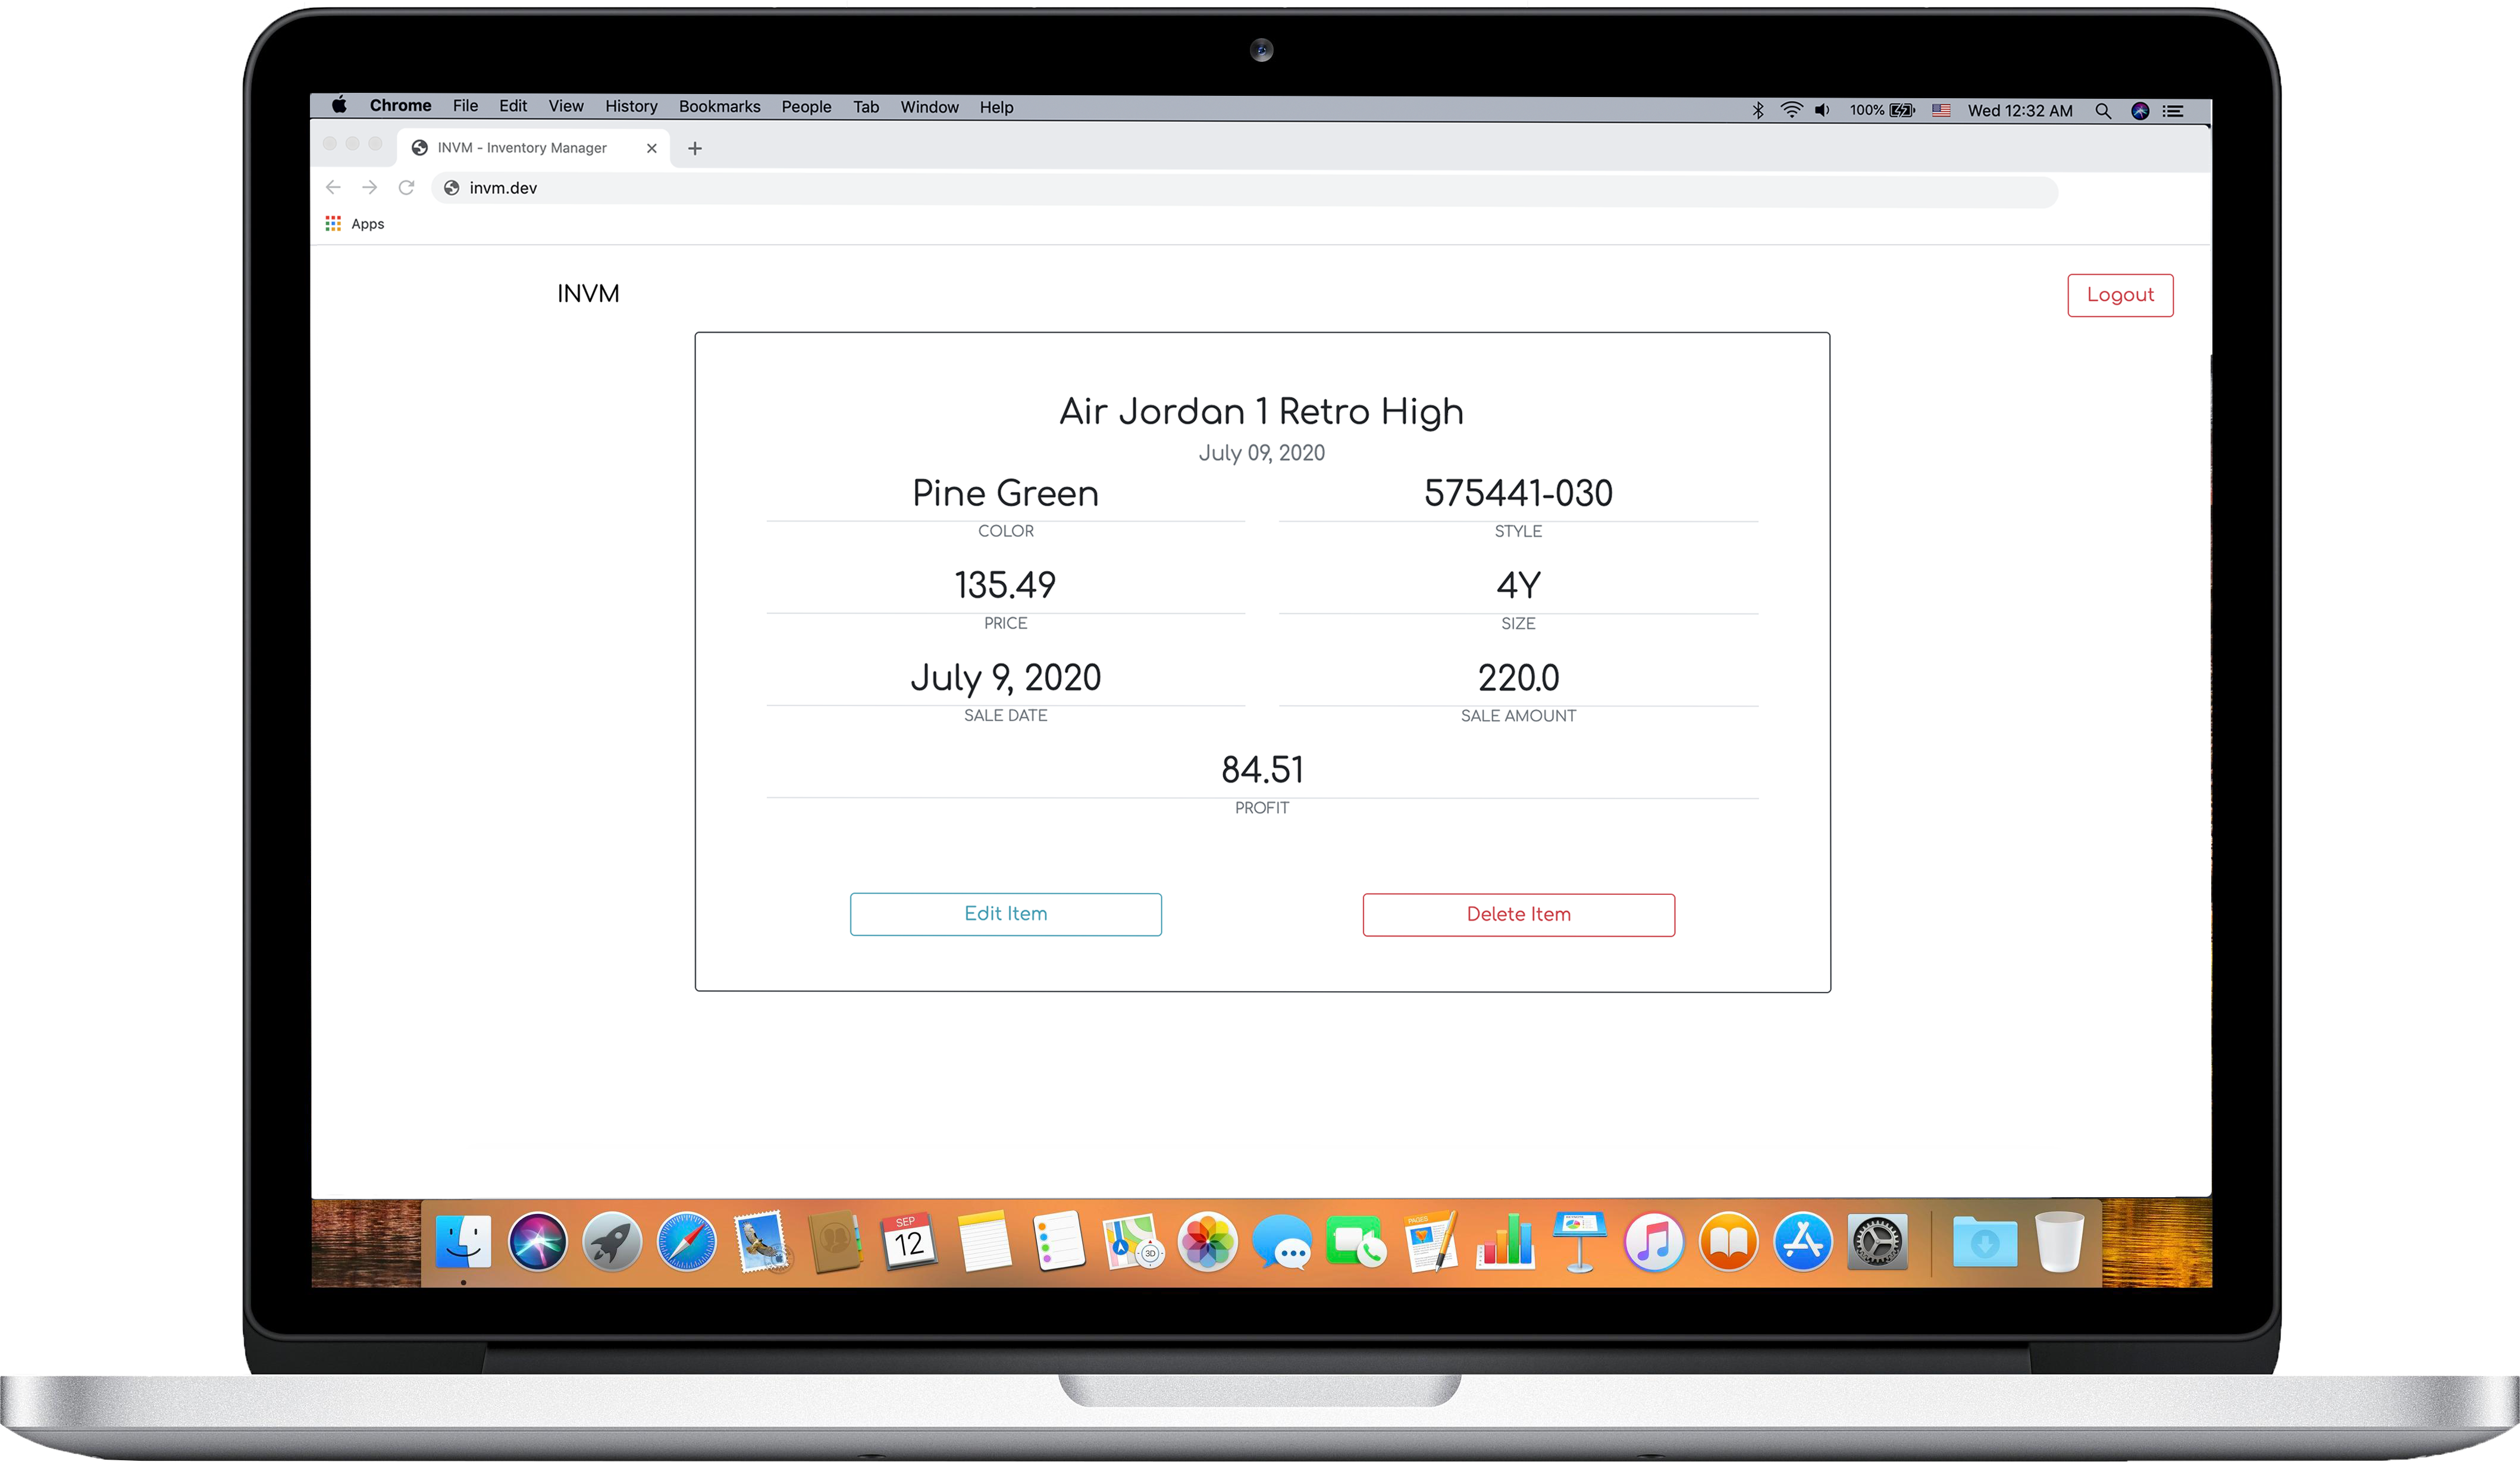 Chrome File Edit View History Bookmarks People Tab Window Help 100% Wed 12:32 AM
INVM - Inventory Manager
invm.dev
Apps
INVM
Logout
Air Jordan 1 Retro High
July 09, 2020
Pine Green 575441-030
COLOR STYLE
135.49 4Y
PRICE SIZE
July 9, 2020 220.0
SALE DATE SALE AMOUNT
84.51
PROFIT
Edit Item Delete Item
SEP
12
3D
PAGES